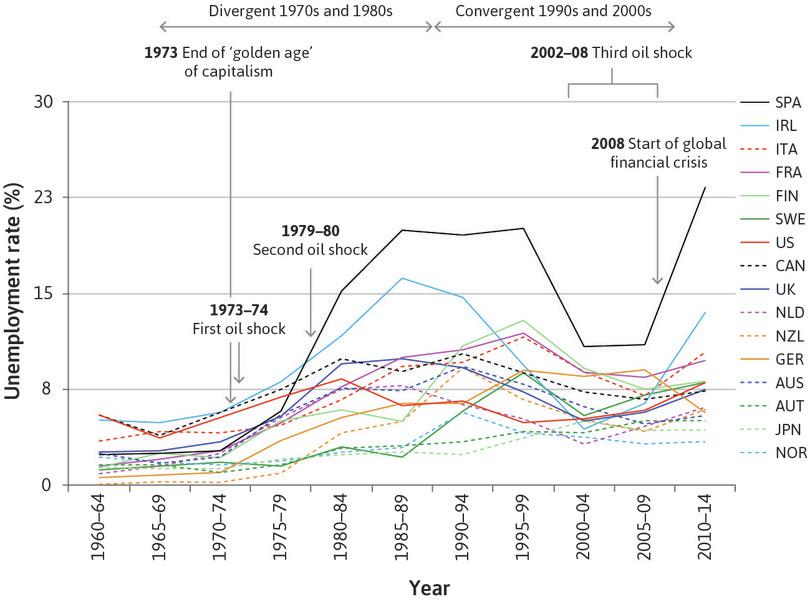 Divergent 1970s and 1980s
Convergent 1990s and 2000s
1973 End of ‘golden age’
of capitalism
2002–08 Third oil shock
2008 Start of global
financial crisis
1979–80
Second oil shock
1973–74
First oil shock
Unemployment rate (%)
30
23
15
8
0
1960–64
1965–69
1970–74
1975–79
1980–84
1985–89
1990–94
1995–99
2000–04
2005–09
2010–14
Year
SPA
IRL
ITA
FRA
FIN
SWE
US
CAN
UK
NLD
NZL
GER
AUS
AUT
JPN
NOR